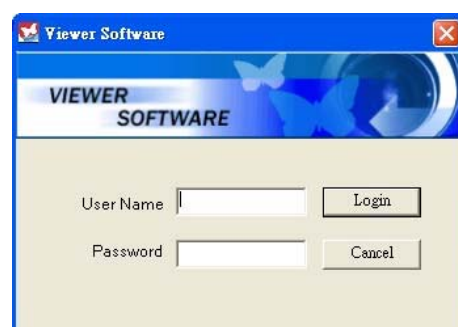 Viewer Software
VIEWER
SOFTWARE
User Name
Login
Password
Cancel